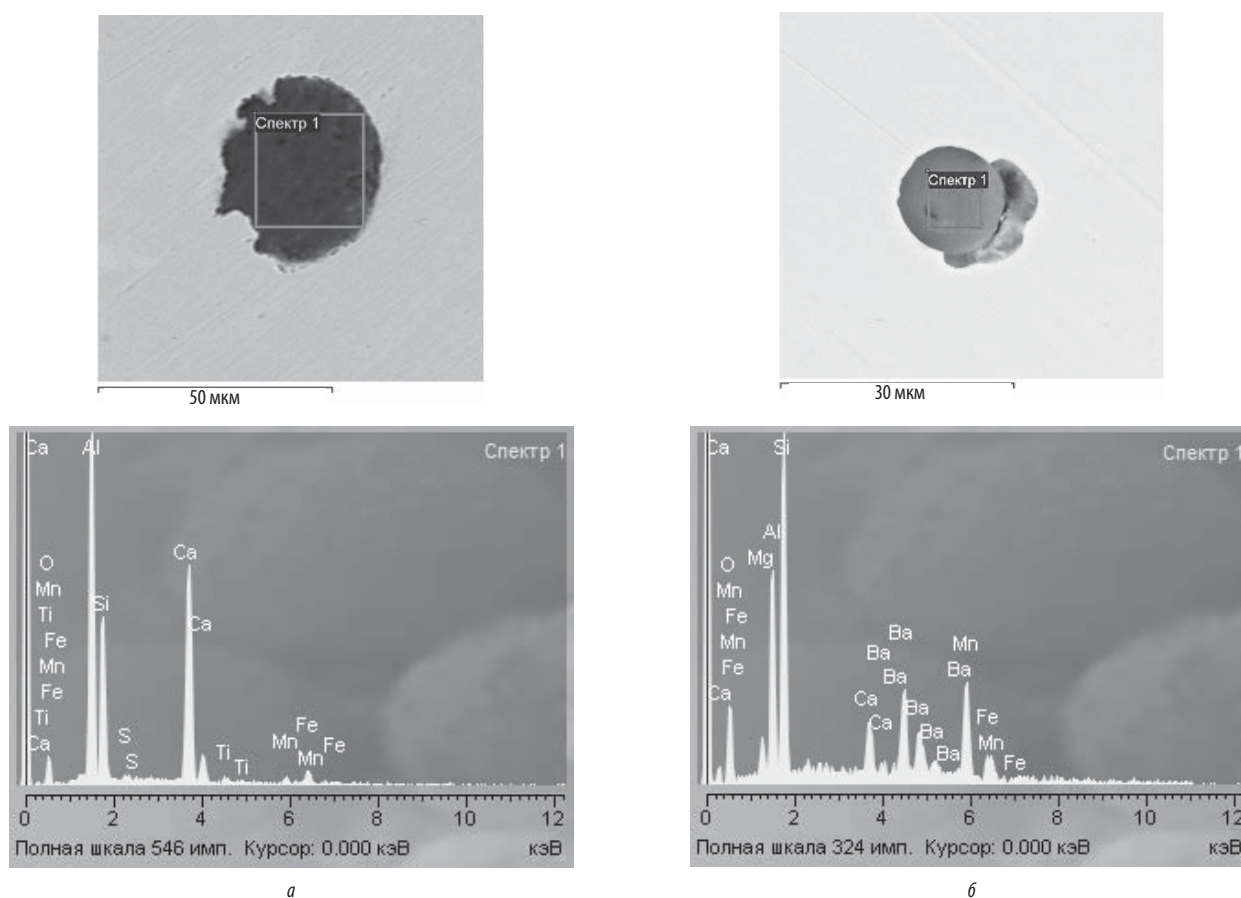 Спектр 1
50 мкм
Спектр 1
30 мкм
Спектр 1
Ca
Al
O
Mn
Ti
Fe
Mn
Fe
Ti
Ca
Si
S
S
Ca
Ca
Ti
Ti
Mn
Fe
Mn
Fe
0 2 4 6 8 10 12
Полная шкала 546 имп. Курсор: 0.000 кэВ кэВ
а
Спектр 1
Ca
Si
Al
Mg
O
Mn
Fe
Mn
Fe
Ca
Ca
Ca
Ba
Ba
Ba
Ba
Ba
Ba
Mn
Ba
Fe
Mn
Fe
0 2 4 6 8 10 12
Полная шкала 324 имп. Курсор: 0.000 кэВ кэВ
б